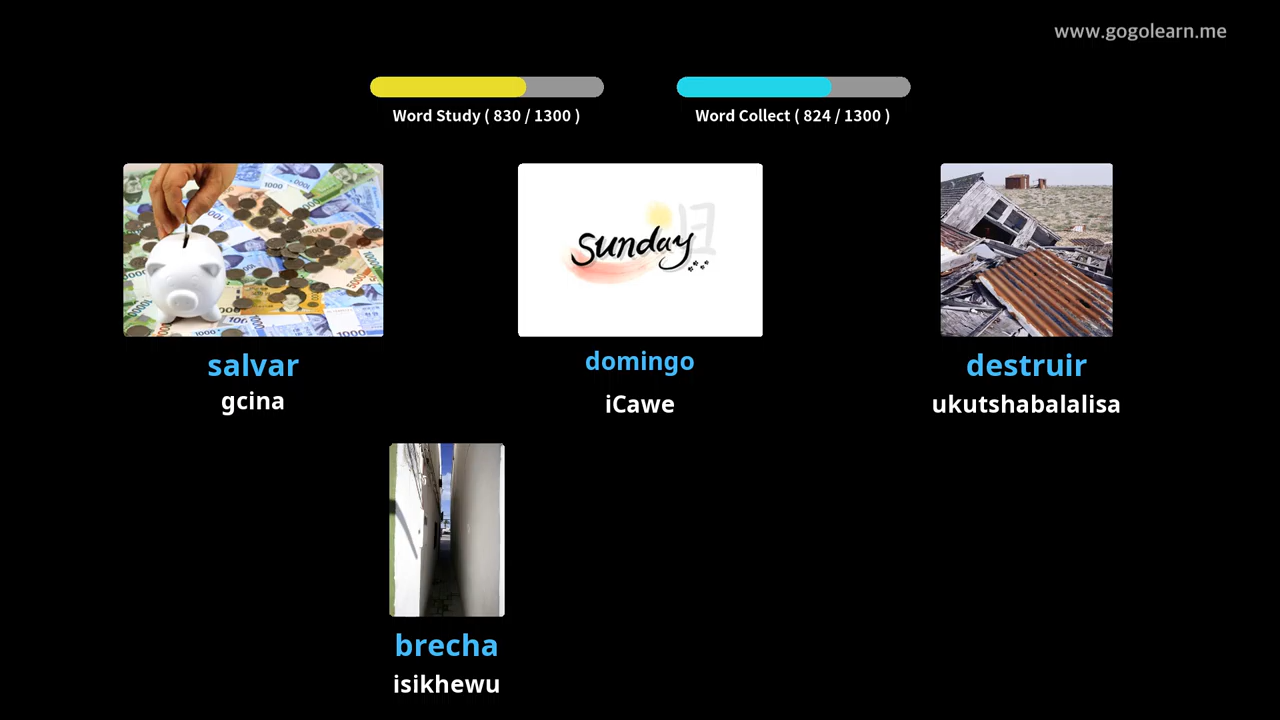 www.gogolearn.me
Word Study ( 830 / 1300 )
Word Collect ( 824 / 1300 )
Sunday
salvar
gcina
domingo
iCawe
destruir
ukutshabalalisa
brecha
isikhewu